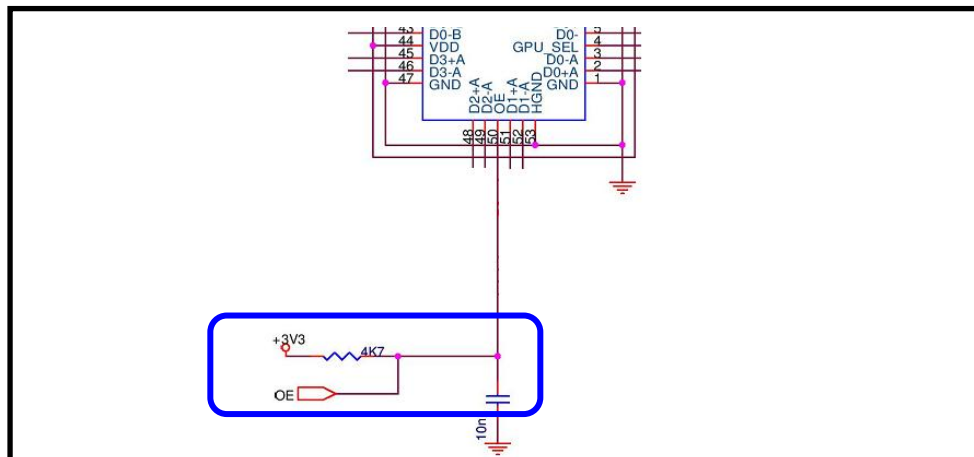 43 D0-B
44 VDD
45 D3+A
46 D3-A
47 GND
D0- 5
GPU_SEL 4
D0-A 3
D0+A 2
GND 1
D2+A 48
D2-A 49
OE 50
D1+A 51
D1-A 52
HGND 53
+3V3
4K7
OE
10n